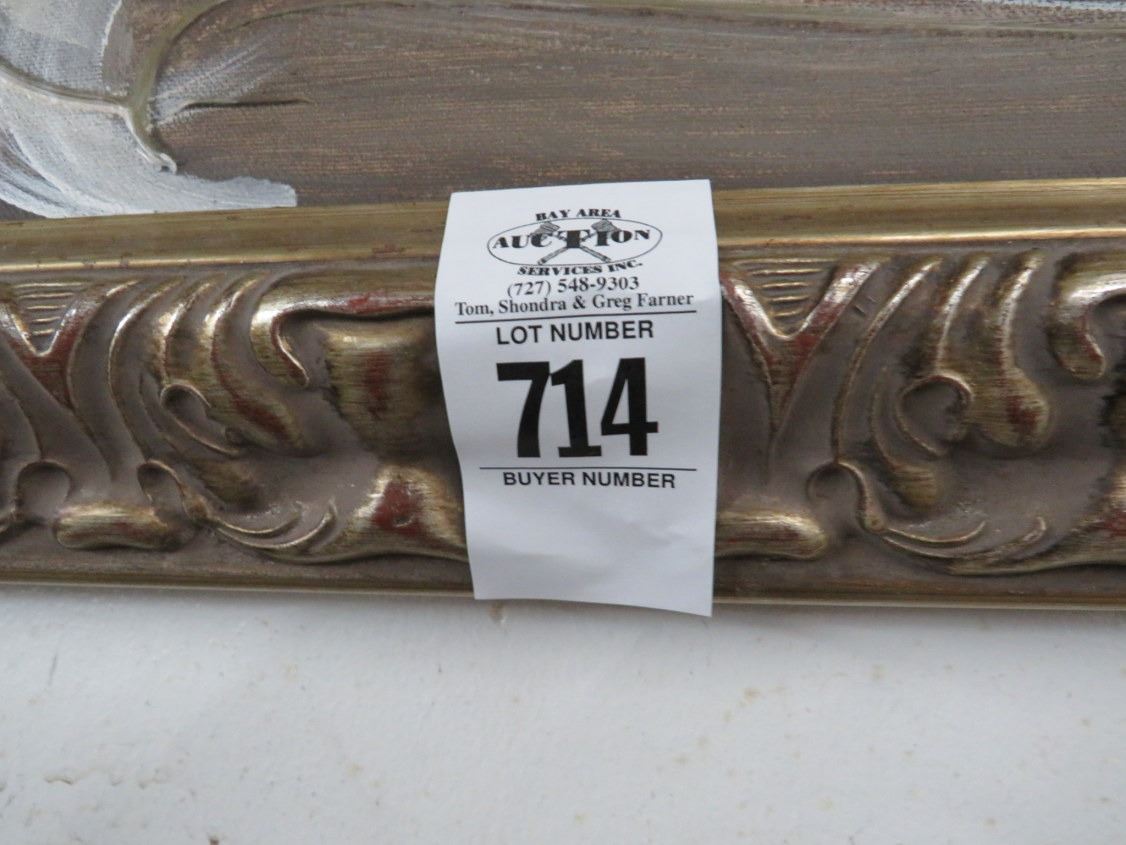 BAY AREA
AUCTION
SERVICES INC.
(727) 548-9303
Tom, Shondra & Greg Farner
LOT NUMBER
714
BUYER NUMBER